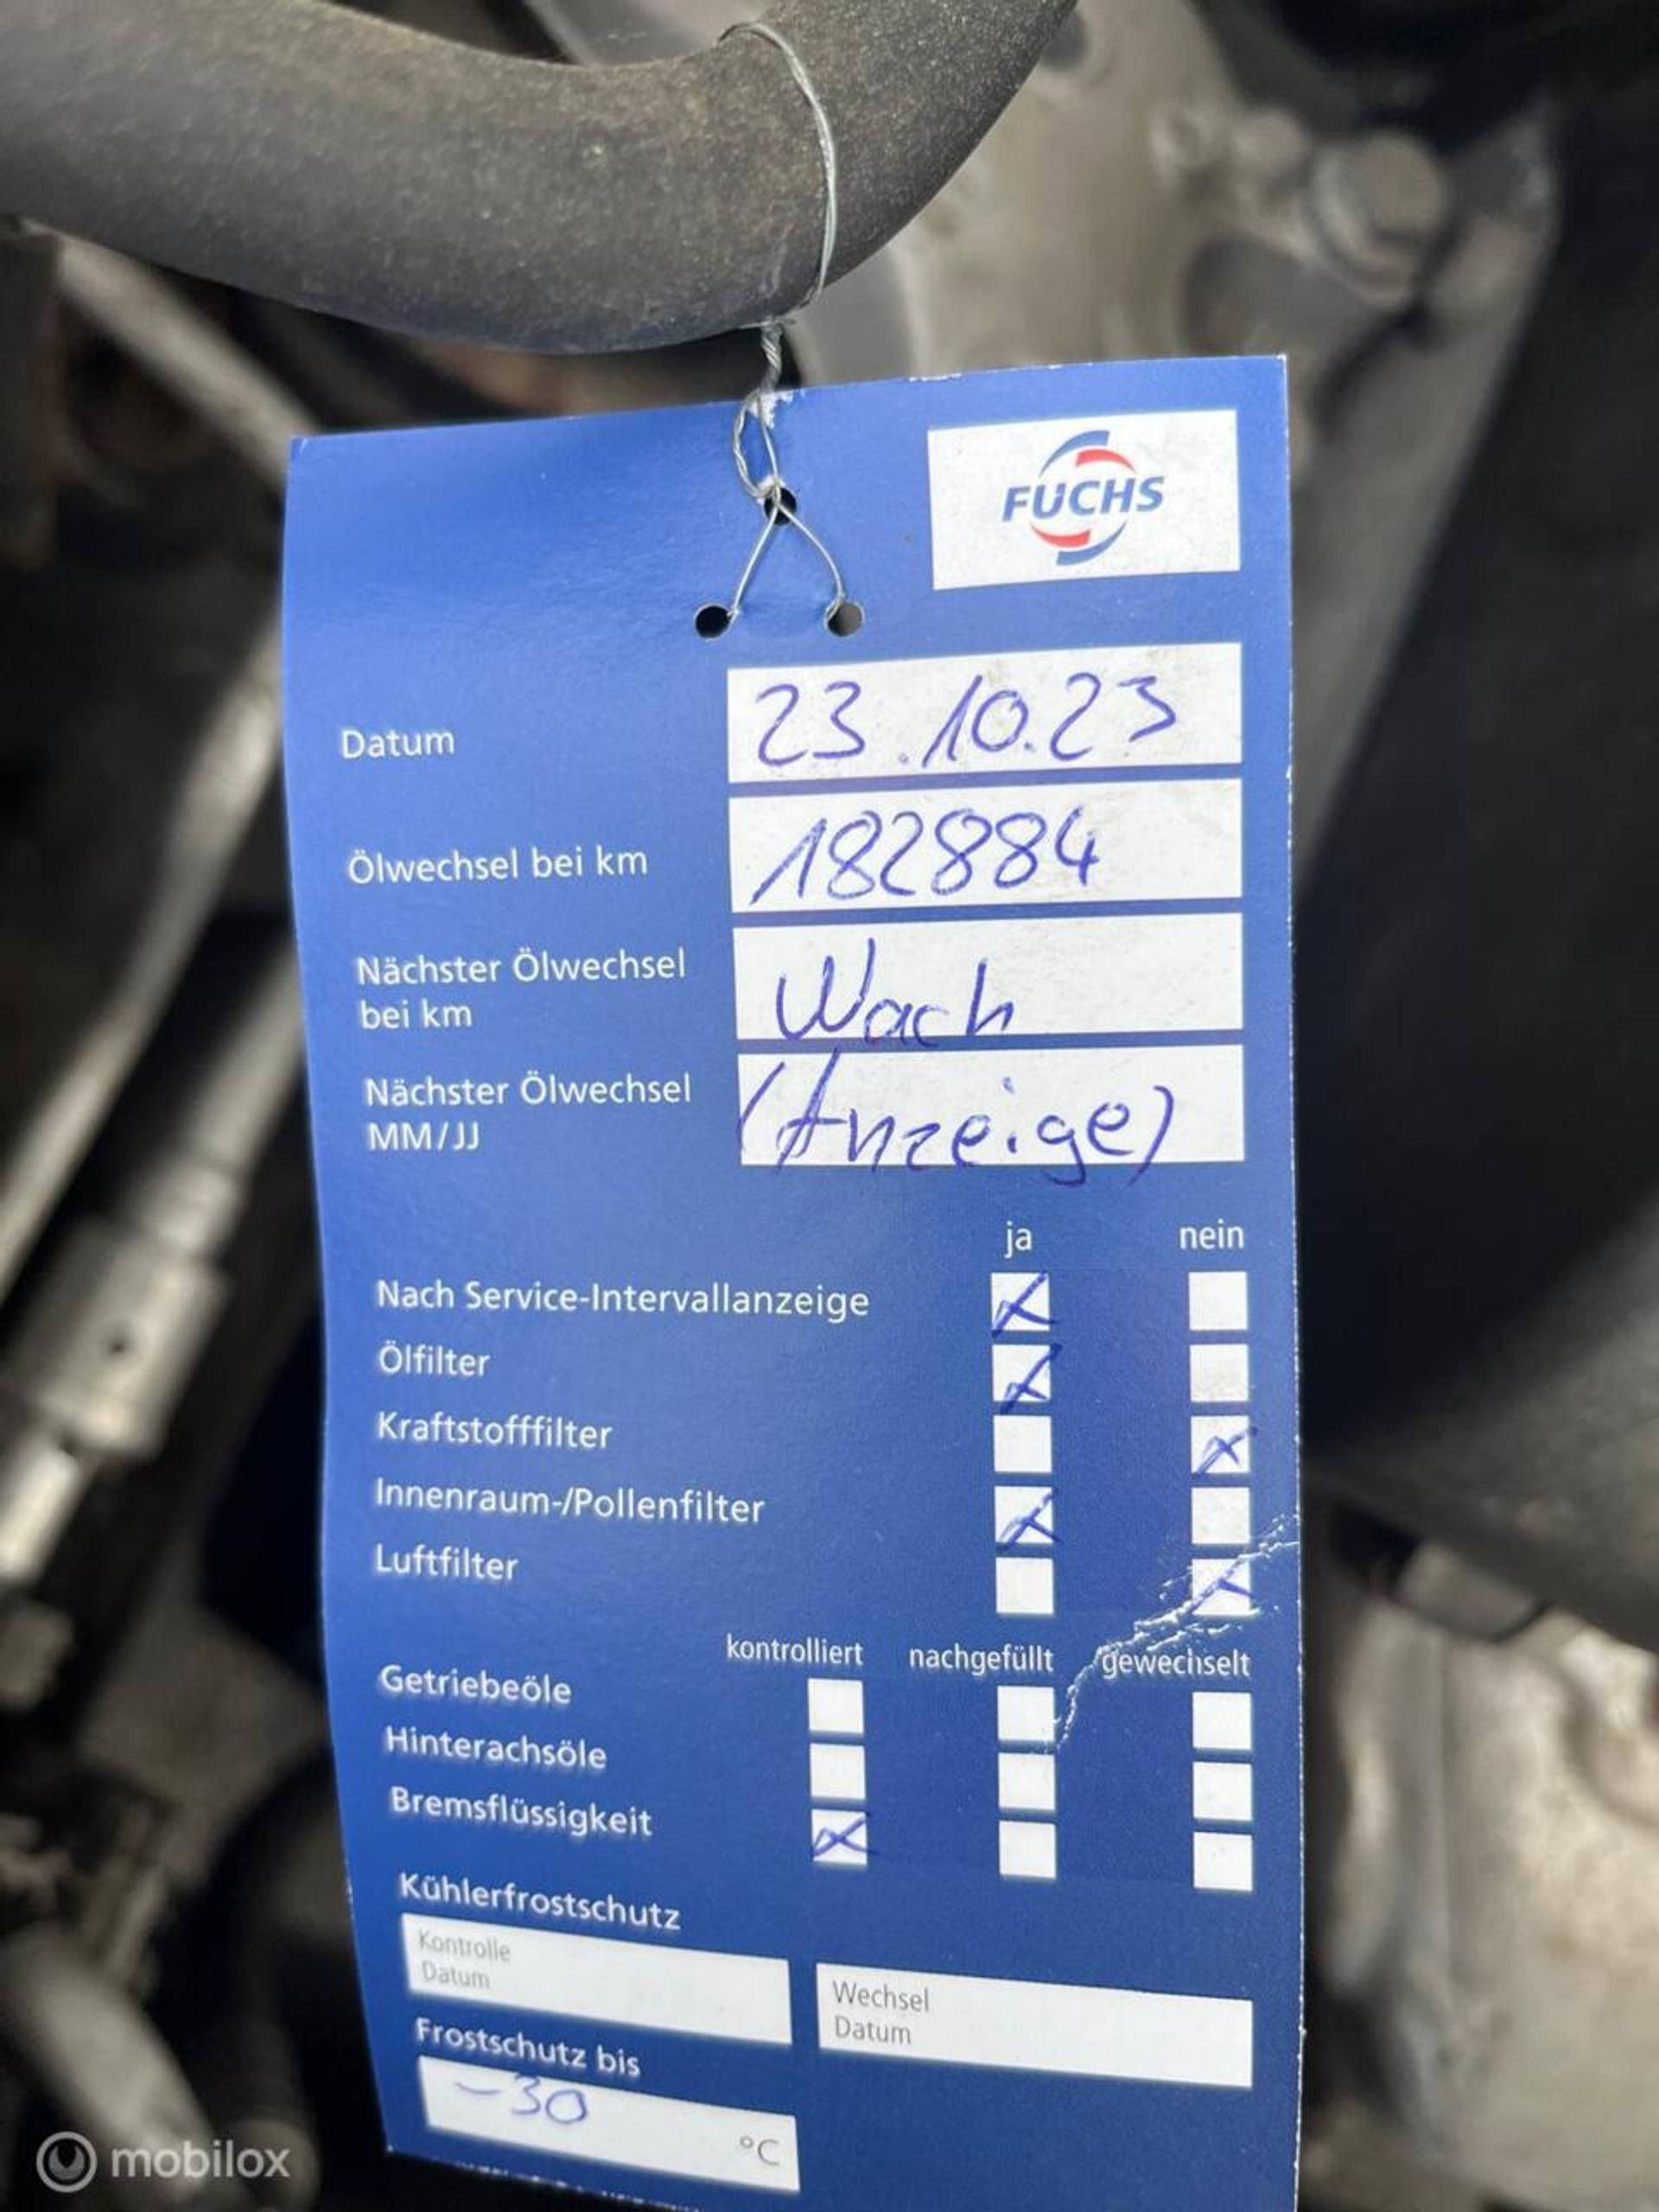 FUCHS
Datum 23.10.23
Ölwechsel bei km 182884
Nächster Ölwechsel
bei km
Wach
Nächster Ölwechsel
MM/JJ
(Anzeige)
ja nein
Nach Service-Intervallanzeige
Ölfilter
Kraftstofffilter
Innenraum-/Pollenfilter
Luftfilter
kontrolliert nachgefüllt gewechselt
Getriebeöle
Hinterachsöle
Bremsflüssigkeit
Kühlerfrostschutz
Kontrolle
Datum
Wechsel
Datum
Frostschutz bis
-30
°C
mobilox